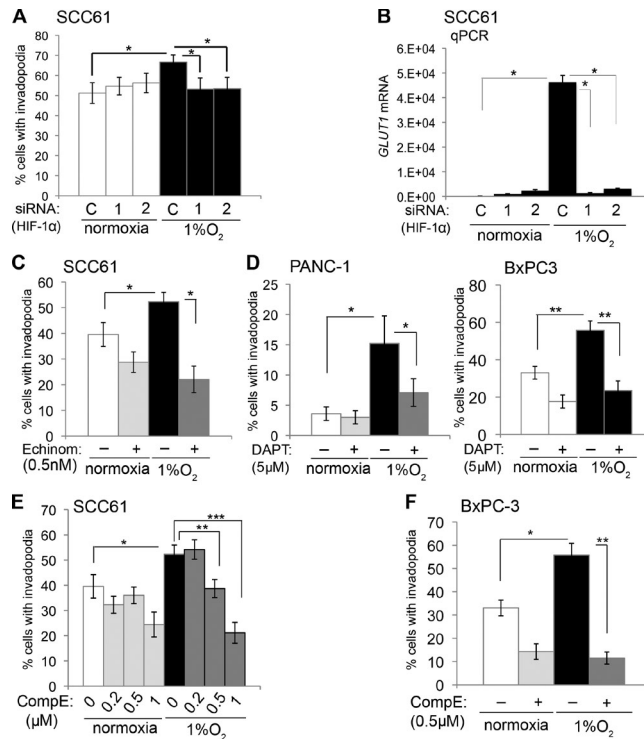 A
SCC61
% cells with invadopodia
80
70
60
50
40
30
20
10
0
*
*
*
siRNA: C 1 2 C 1 2
(HIF-1α) normoxia 1%O2
B
SCC61
qPCR
GLUT1 mRNA
6.E+04
5.E+04
4.E+04
3.E+04
2.E+04
1.E+04
0.E+00
*
*
*
siRNA: C 1 2 C 1 2
(HIF-1α) normoxia 1%O2
C
SCC61
% cells with invadopodia
60
50
40
30
20
10
0
*
*
Echinom: – + – +
(0.5nM) normoxia 1%O2
D
PANC-1
% cells with invadopodia
25
20
15
10
5
0
*
*
DAPT: – + – +
(5μM) normoxia 1%O2
BxPC3
% cells with invadopodia
80
60
40
20
0
**
**
DAPT: – + – +
(5μM) normoxia 1%O2
E
SCC61
% cells with invadopodia
70
60
50
40
30
20
10
0
*
**
***
CompE: 0 0.2 0.5 1 0 0.2 0.5 1
(μM) normoxia 1%O2
F
BxPC-3
% cells with invadopodia
70
60
50
40
30
20
10
0
*
**
CompE: – + – +
(0.5μM) normoxia 1%O2